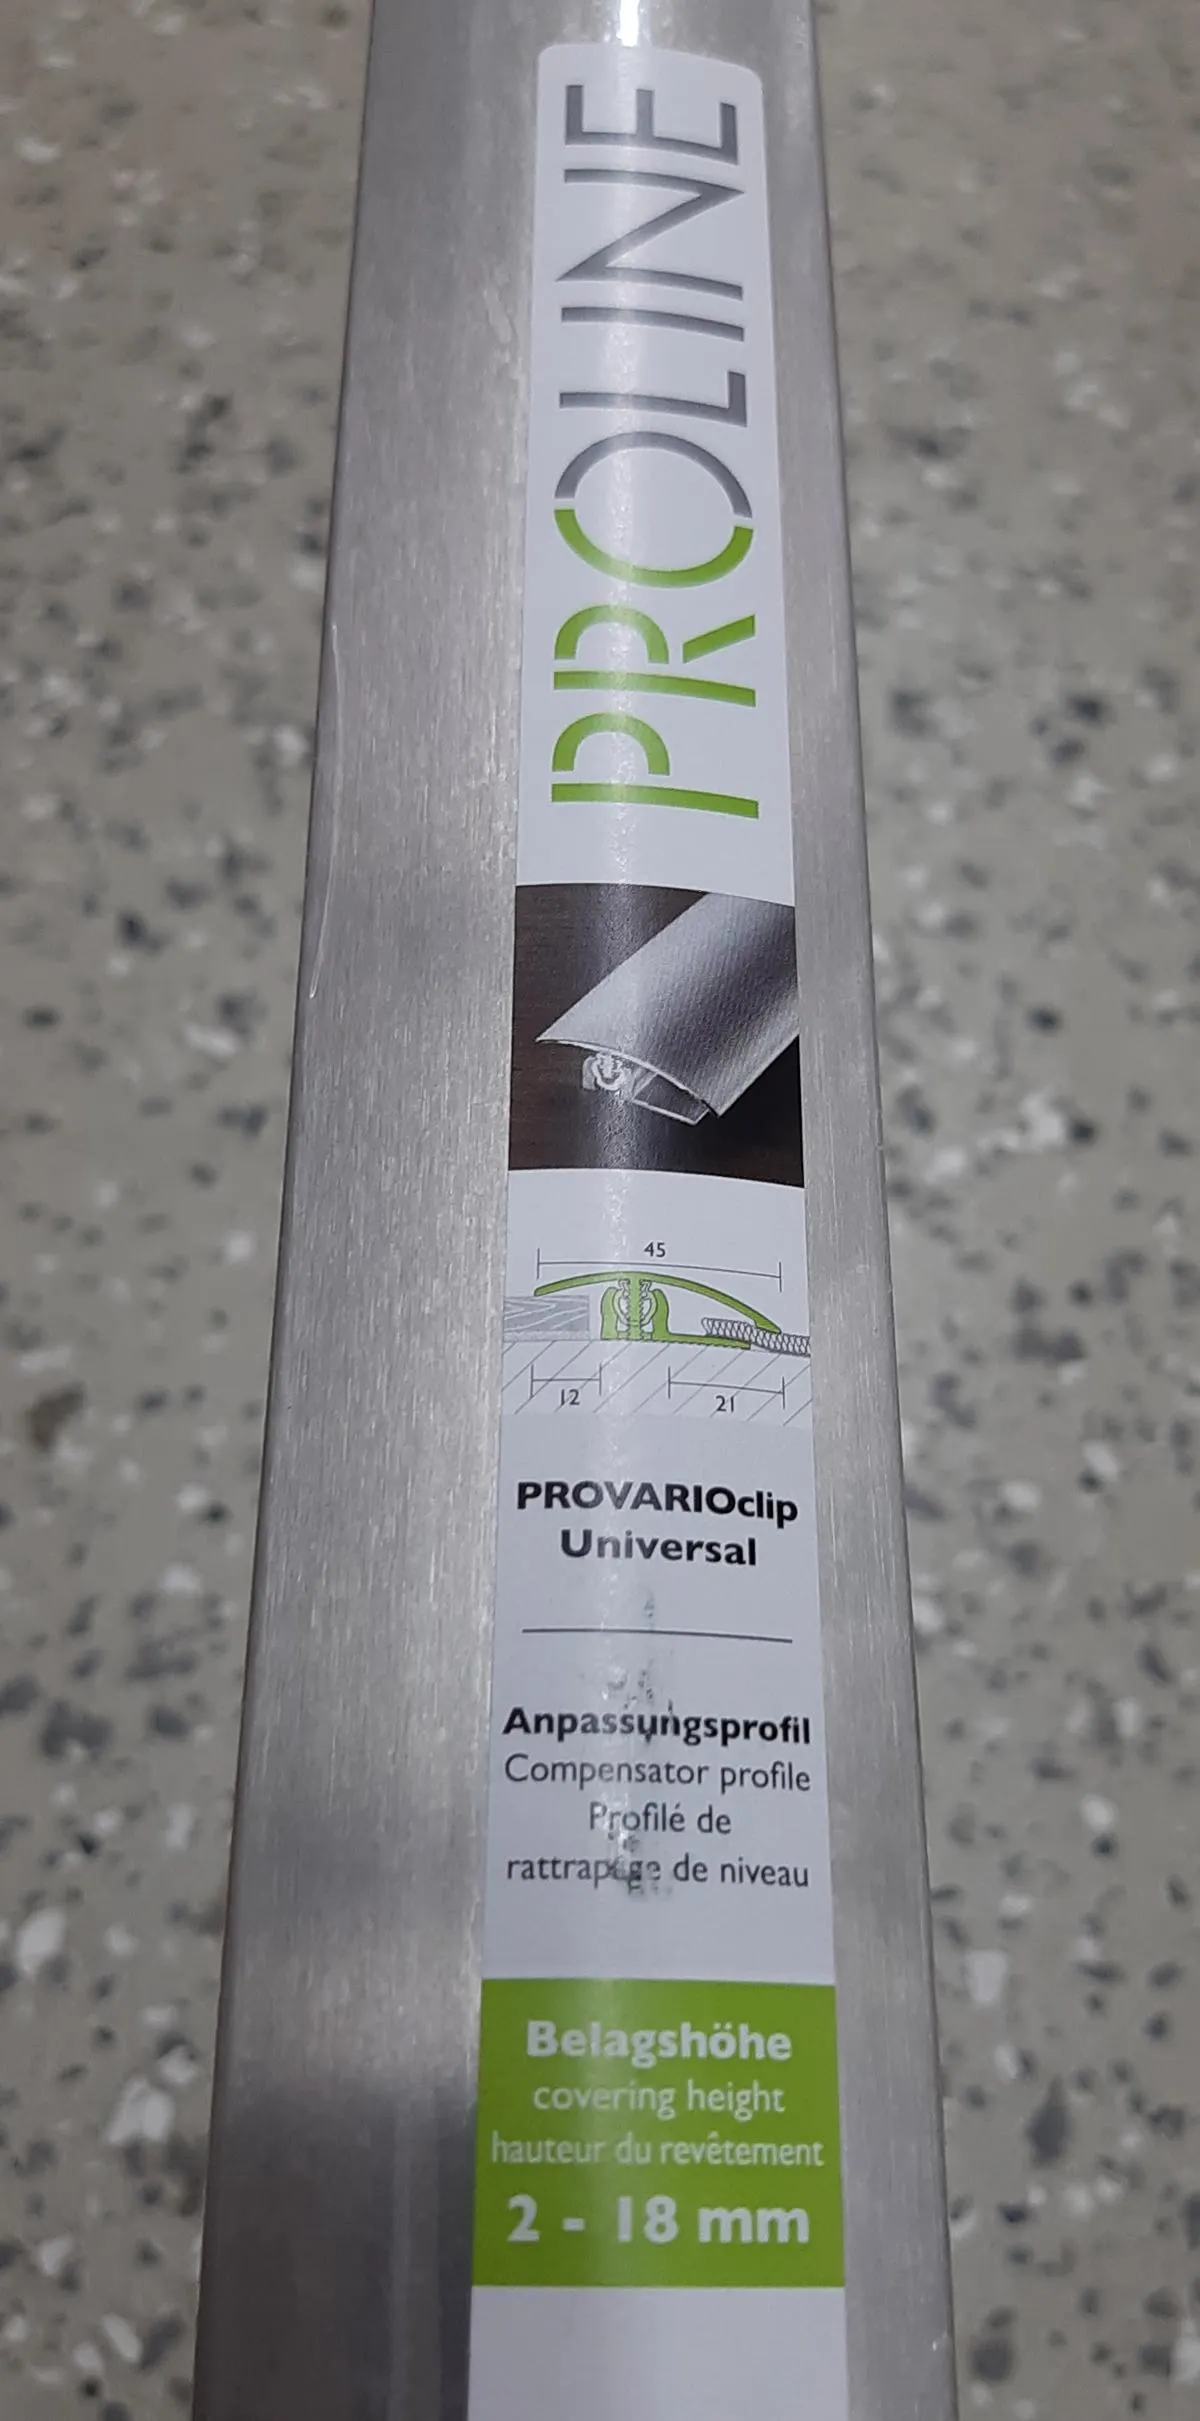 PROLINE
45
12
21
PROVARIOclip
Universal
Anpassungsprofil
Compensator profile
Profilé de
rattrapage de niveau
Belagshöhe
covering height
hauteur du revêtement
2 - 18 mm